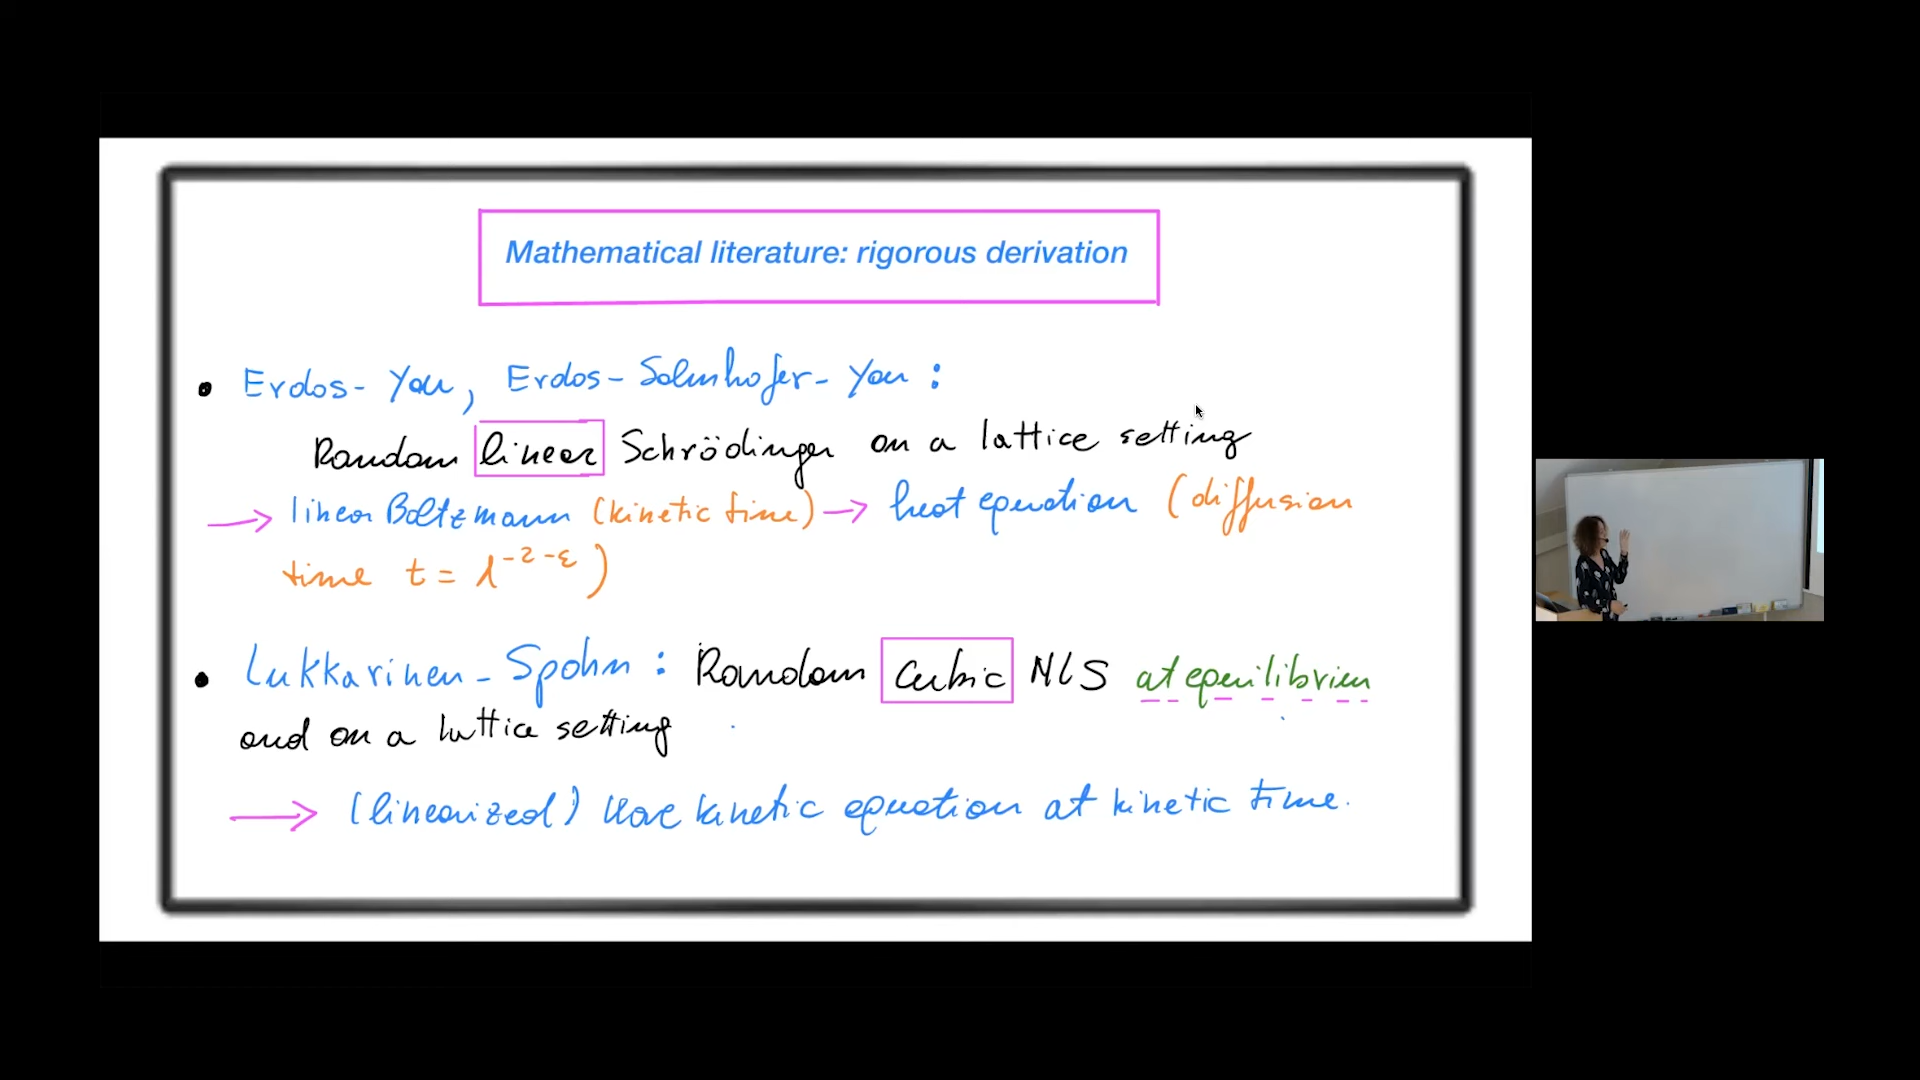 Mathematical literature: rigorous derivation
• Erdos - Yau, Erdos - Salmhofer - Yau :
Random linear Schrödinger on a lattice setting
→ linear Boltzmann (kinetic time) → heat equation (diffusion
time t = λ^{-2-ε})
• Lukkarinen - Spohn : Random cubic NLS at equilibrium
and on a lattice setting
→ (linearized) wave kinetic equation at kinetic time.